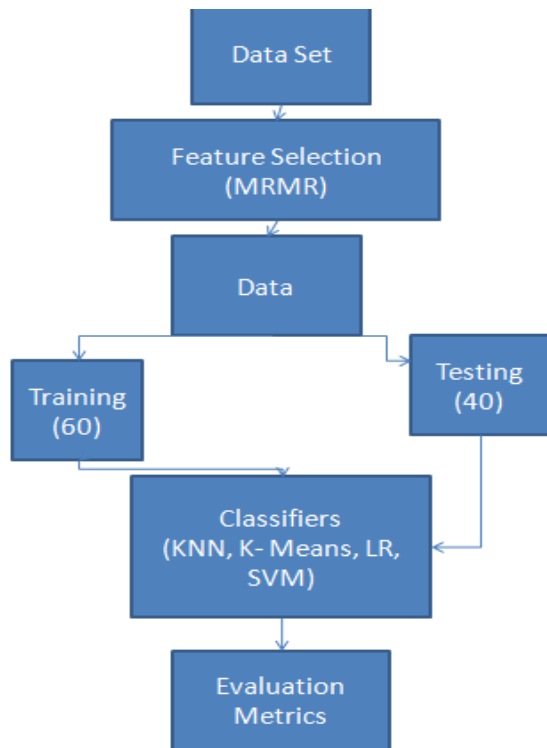 Data Set
Feature Selection
(MRMR)
Data
Training
(60)
Testing
(40)
Classifiers
(KNN, K- Means, LR,
SVM)
Evaluation
Metrics